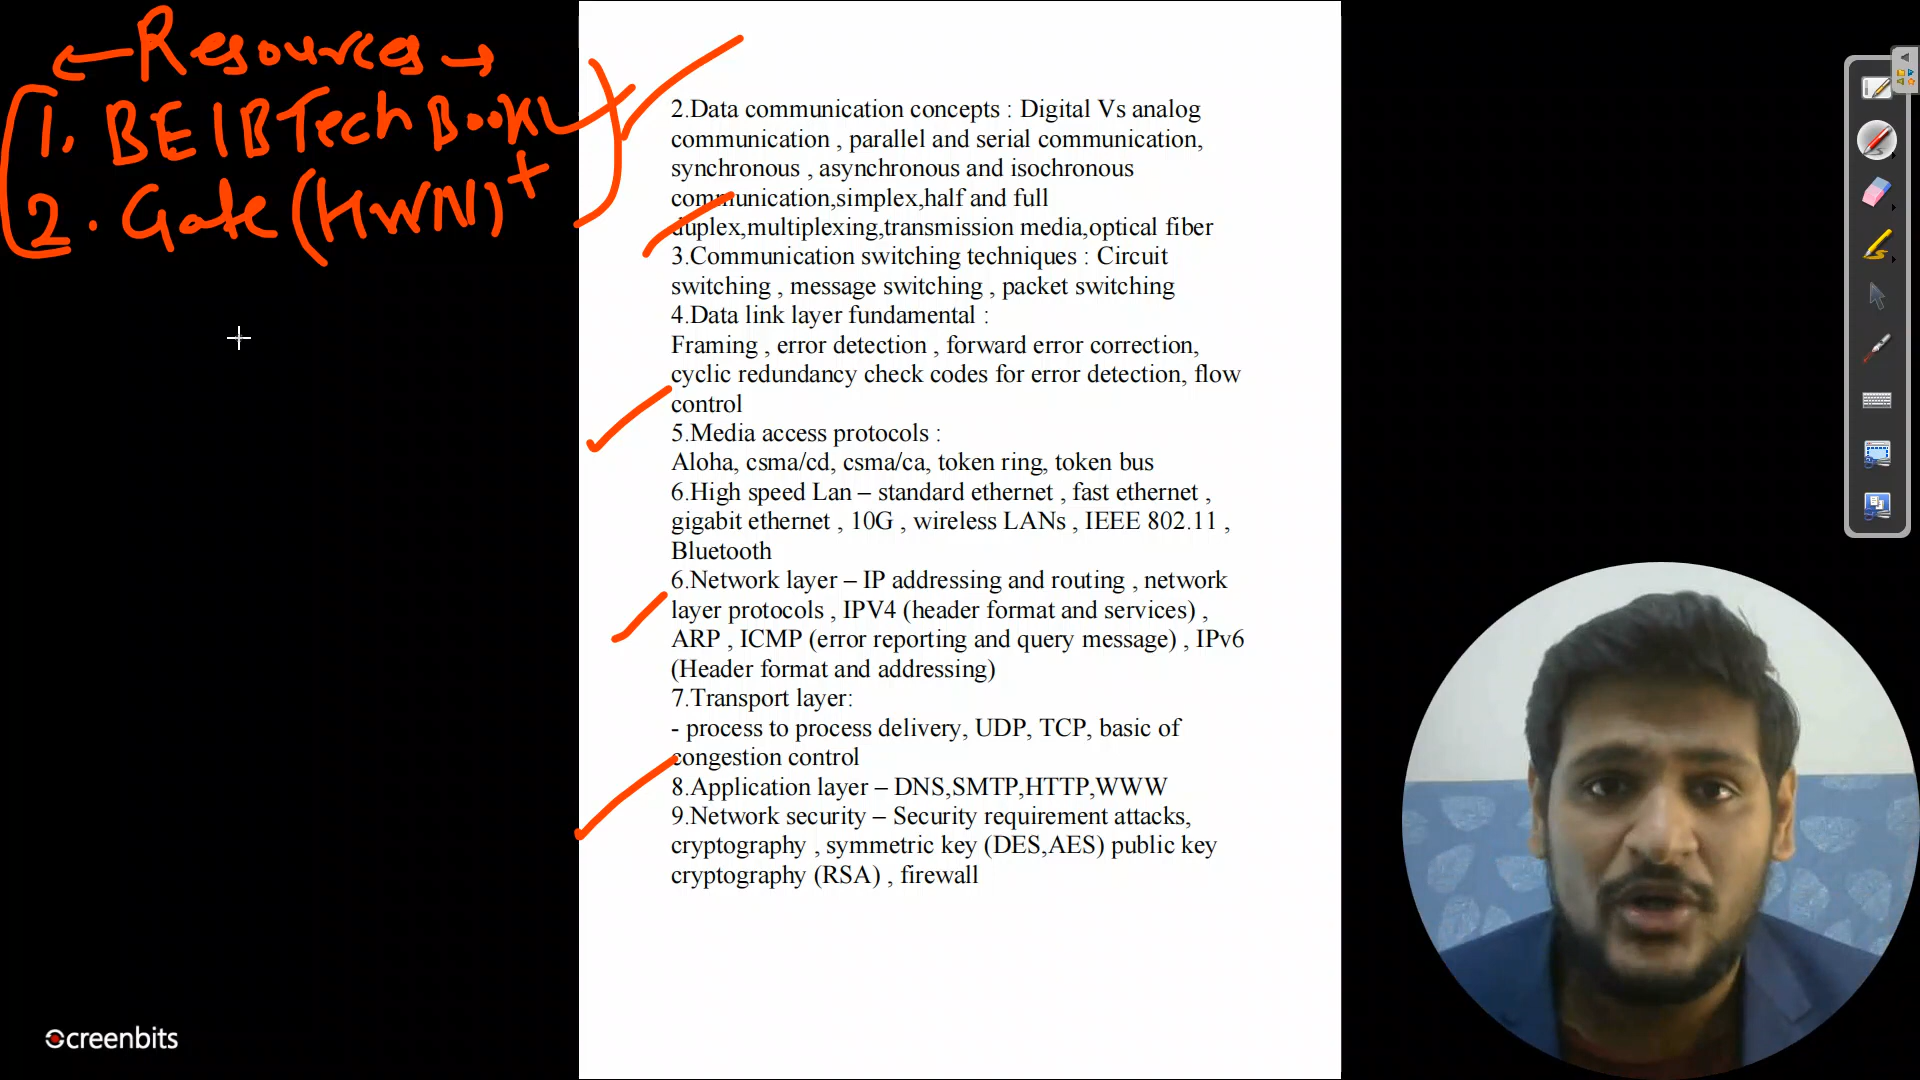 ← Resources →
1. BE/BTech Book
2. Gate (HWN) +
2.Data communication concepts : Digital Vs analog
communication , parallel and serial communication,
synchronous , asynchronous and isochronous
communication,simplex,half and full
duplex,multiplexing,transmission media,optical fiber
3.Communication switching techniques : Circuit
switching , message switching , packet switching
4.Data link layer fundamental :
Framing , error detection , forward error correction,
cyclic redundancy check codes for error detection, flow
control
5.Media access protocols :
Aloha, csma/cd, csma/ca, token ring, token bus
6.High speed Lan – standard ethernet , fast ethernet ,
gigabit ethernet , 10G , wireless LANs , IEEE 802.11 ,
Bluetooth
6.Network layer – IP addressing and routing , network
layer protocols , IPV4 (header format and services) ,
ARP , ICMP (error reporting and query message) , IPv6
(Header format and addressing)
7.Transport layer:
- process to process delivery, UDP, TCP, basic of
congestion control
8.Application layer – DNS,SMTP,HTTP,WWW
9.Network security – Security requirement attacks,
cryptography , symmetric key (DES,AES) public key
cryptography (RSA) , firewall
Screenbits